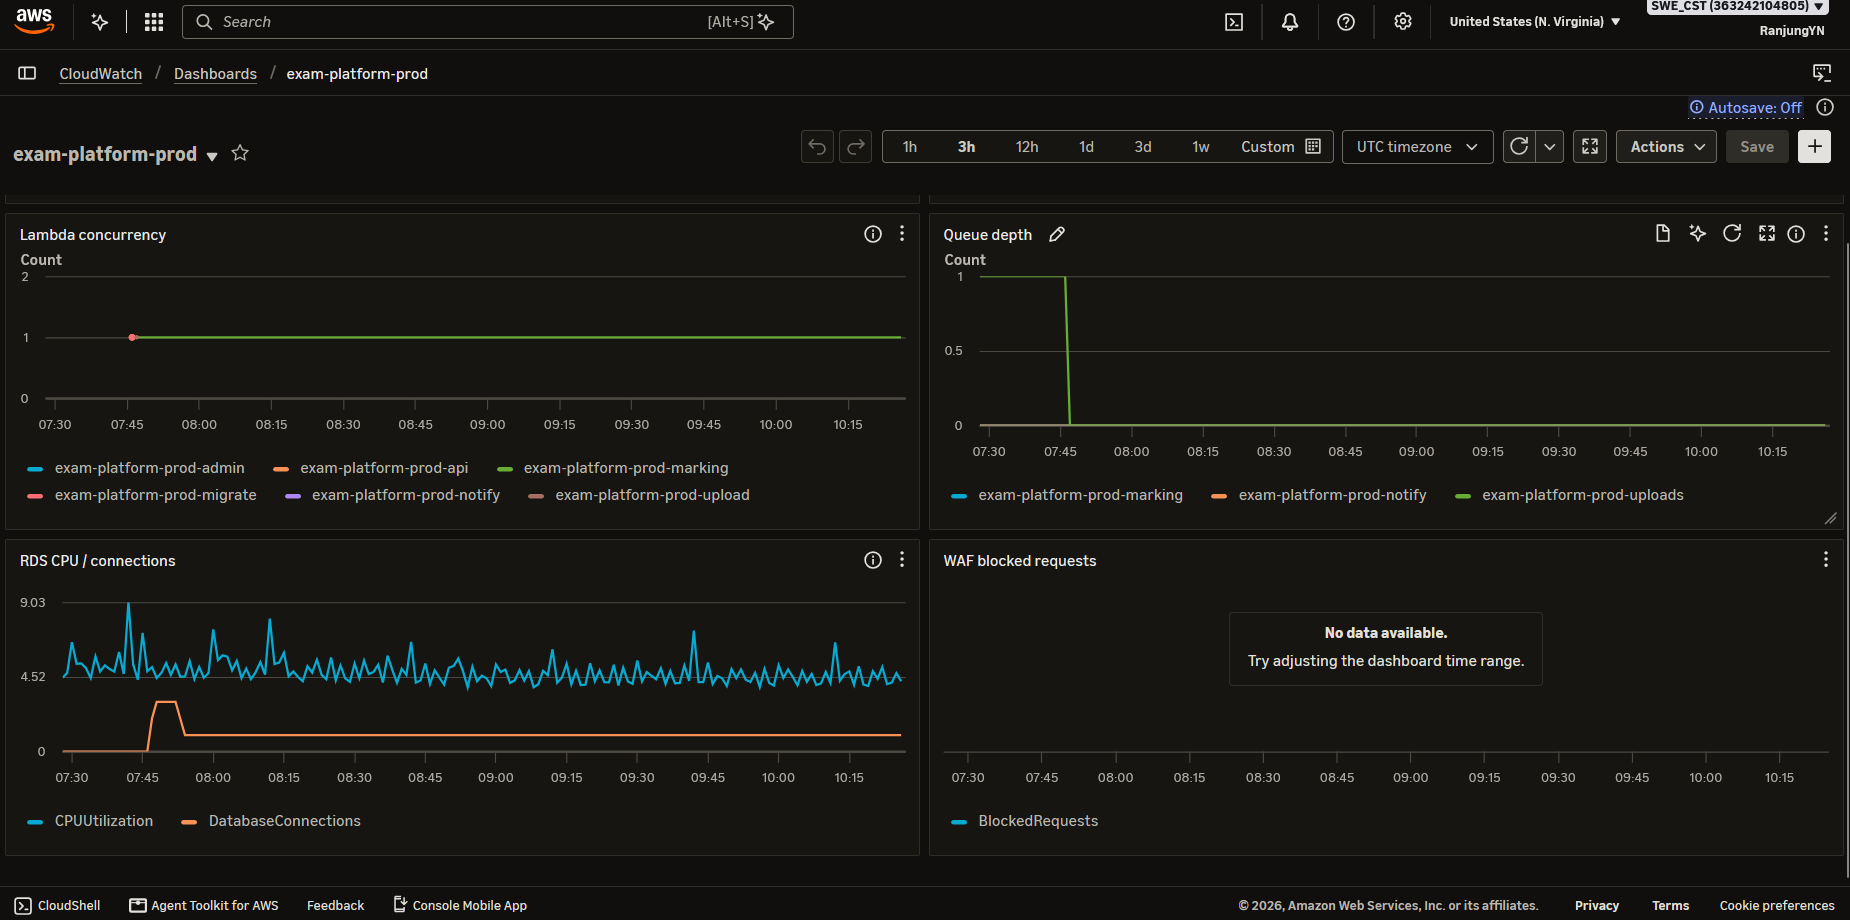 aws
Search
[Alt+S]
United States (N. Virginia)
SWE_CST (363242104805)
RanjungYN
CloudWatch / Dashboards / exam-platform-prod
Autosave: Off
exam-platform-prod
1h 3h 12h 1d 3d 1w Custom
UTC timezone
Actions
Save
Lambda concurrency
Count
2
1
0
07:30 07:45 08:00 08:15 08:30 08:45 09:00 09:15 09:30 09:45 10:00 10:15
exam-platform-prod-admin exam-platform-prod-api exam-platform-prod-marking
exam-platform-prod-migrate exam-platform-prod-notify exam-platform-prod-upload
Queue depth
Count
1
0.5
0
07:30 07:45 08:00 08:15 08:30 08:45 09:00 09:15 09:30 09:45 10:00 10:15
exam-platform-prod-marking exam-platform-prod-notify exam-platform-prod-uploads
RDS CPU / connections
9.03
4.52
0
07:30 07:45 08:00 08:15 08:30 08:45 09:00 09:15 09:30 09:45 10:00 10:15
CPUUtilization DatabaseConnections
WAF blocked requests
No data available.
Try adjusting the dashboard time range.
07:30 07:45 08:00 08:15 08:30 08:45 09:00 09:15 09:30 09:45 10:00 10:15
BlockedRequests
CloudShell Agent Toolkit for AWS Feedback Console Mobile App
© 2026, Amazon Web Services, Inc. or its affiliates. Privacy Terms Cookie preferences